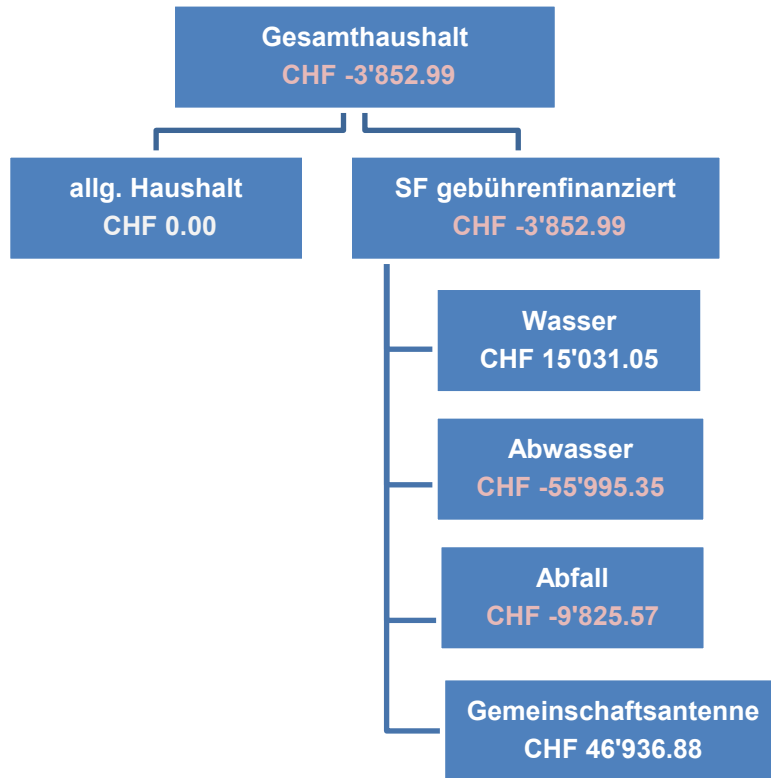 Gesamthaushalt
CHF -3'852.99
allg. Haushalt
CHF 0.00
SF gebührenfinanziert
CHF -3'852.99
Wasser
CHF 15'031.05
Abwasser
CHF -55'995.35
Abfall
CHF -9'825.57
Gemeinschaftsantenne
CHF 46'936.88